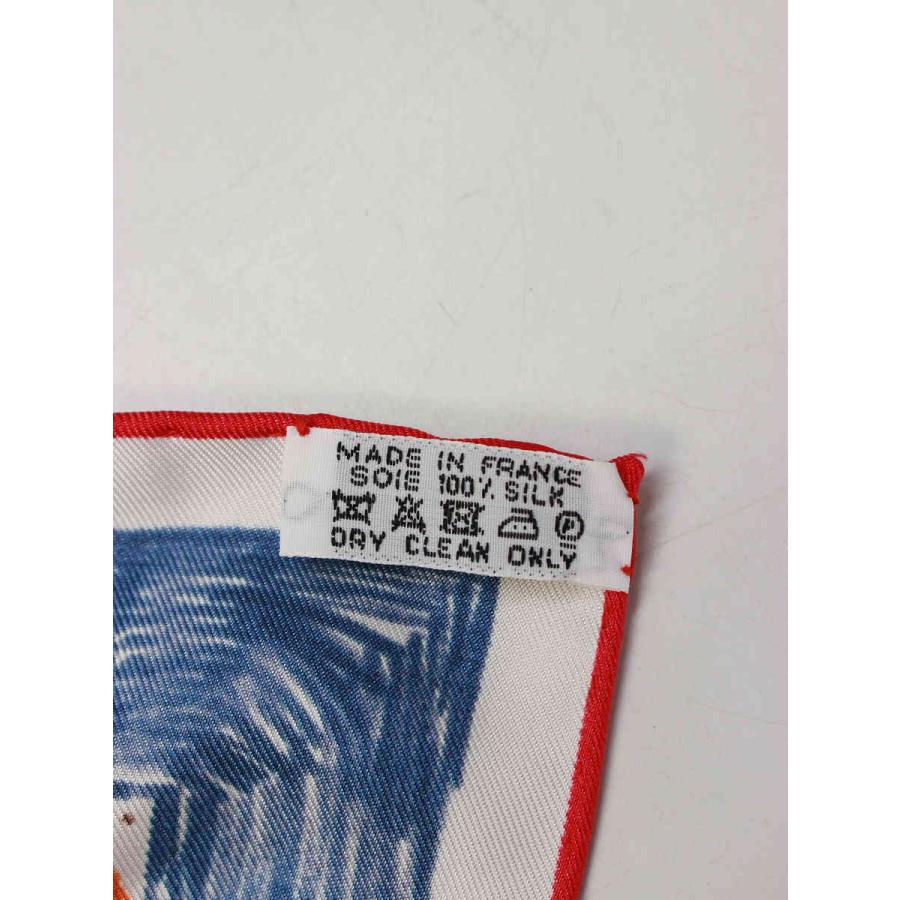 MADE IN FRANCE
SOIE 100% SILK
P
DRY CLEAN ONLY